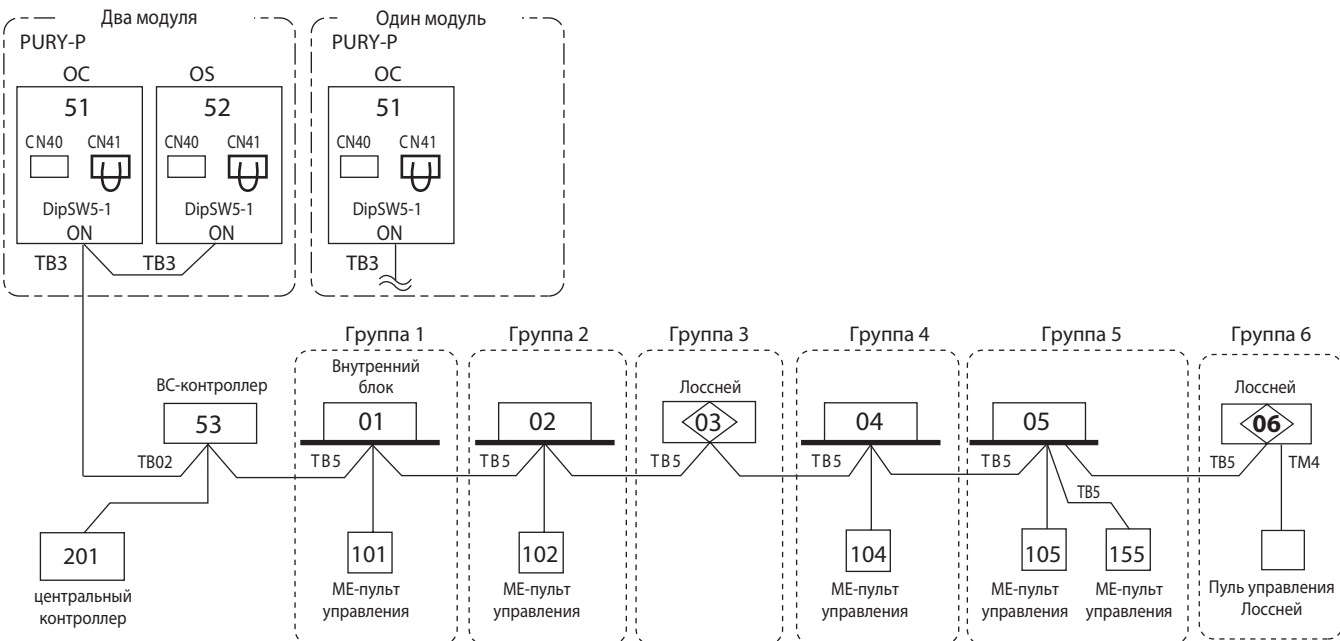 Два модуля
PURY-P
OC
OS
51
52
CN40
CN41
CN40
CN41
DipSW5-1
ON
DipSW5-1
ON
TB3
TB3
Один модуль
PURY-P
OC
51
CN40
CN41
DipSW5-1
ON
TB3
Группа 1
Группа 2
Группа 3
Группа 4
Группа 5
Группа 6
BC-контроллер
53
TB02
201
центральный
контроллер
Внутренний
блок
01
TB5
101
МЕ-пульт
управления
02
TB5
102
МЕ-пульт
управления
Лоссней
03
TB5
04
TB5
104
МЕ-пульт
управления
05
TB5
TB5
105
155
МЕ-пульт
управления
МЕ-пульт
управления
Лоссней
06
TB5
TM4
Пуль управления
Лоссней